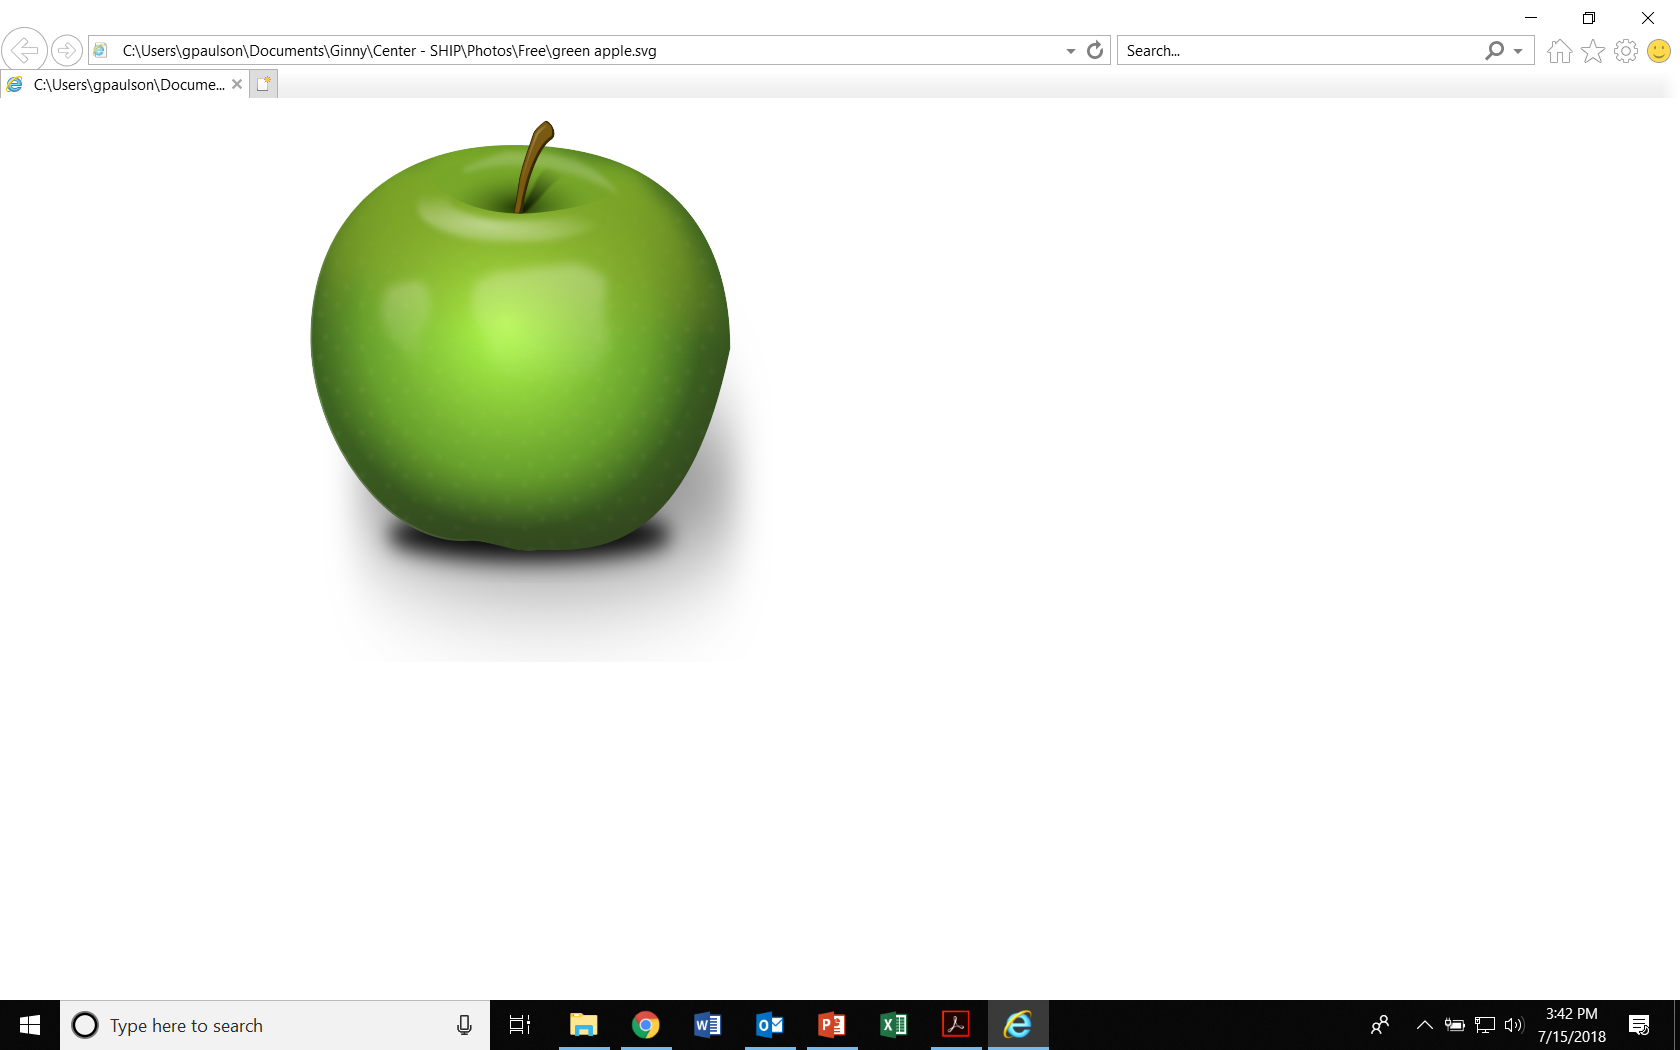 C:\Users\gpaulson\Documents\Ginny\Center - SHIP\Photos\Free\green apple.svg
Search...
C:\Users\gpaulson\Docume...
Type here to search
3:42 PM
7/15/2018